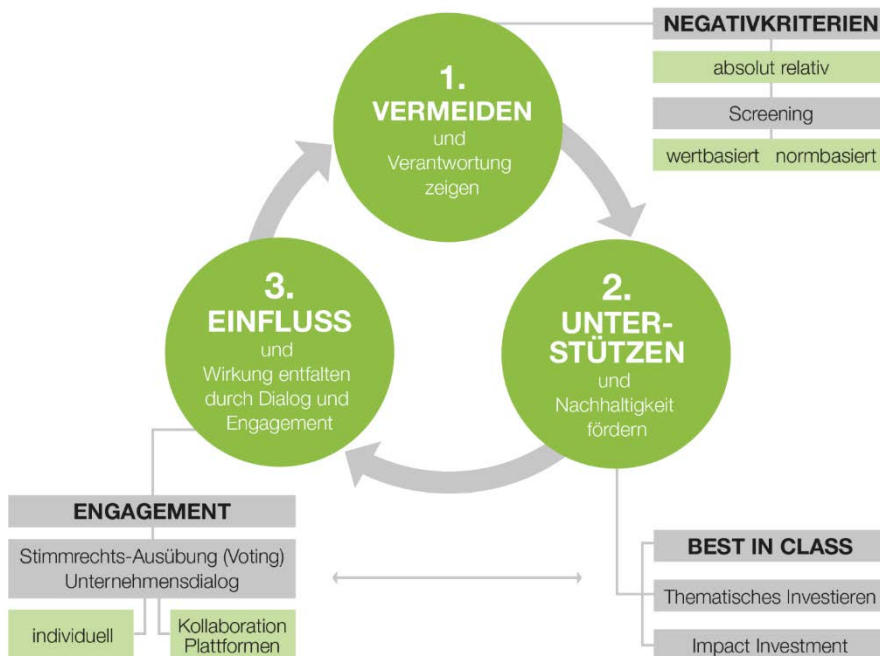 1.
VERMEIDEN
und
Verantwortung
zeigen
NEGATIVKRITERIEN
absolut relativ
Screening
wertbasiert normbasiert
2.
UNTER-
STÜTZEN
und
Nachhaltigkeit
fördern
BEST IN CLASS
Thematisches Investieren
Impact Investment
3.
EINFLUSS
und
Wirkung entfalten
durch Dialog und
Engagement
ENGAGEMENT
Stimmrechts-Ausübung (Voting)
Unternehmensdialog
individuell
Kollaboration
Plattformen